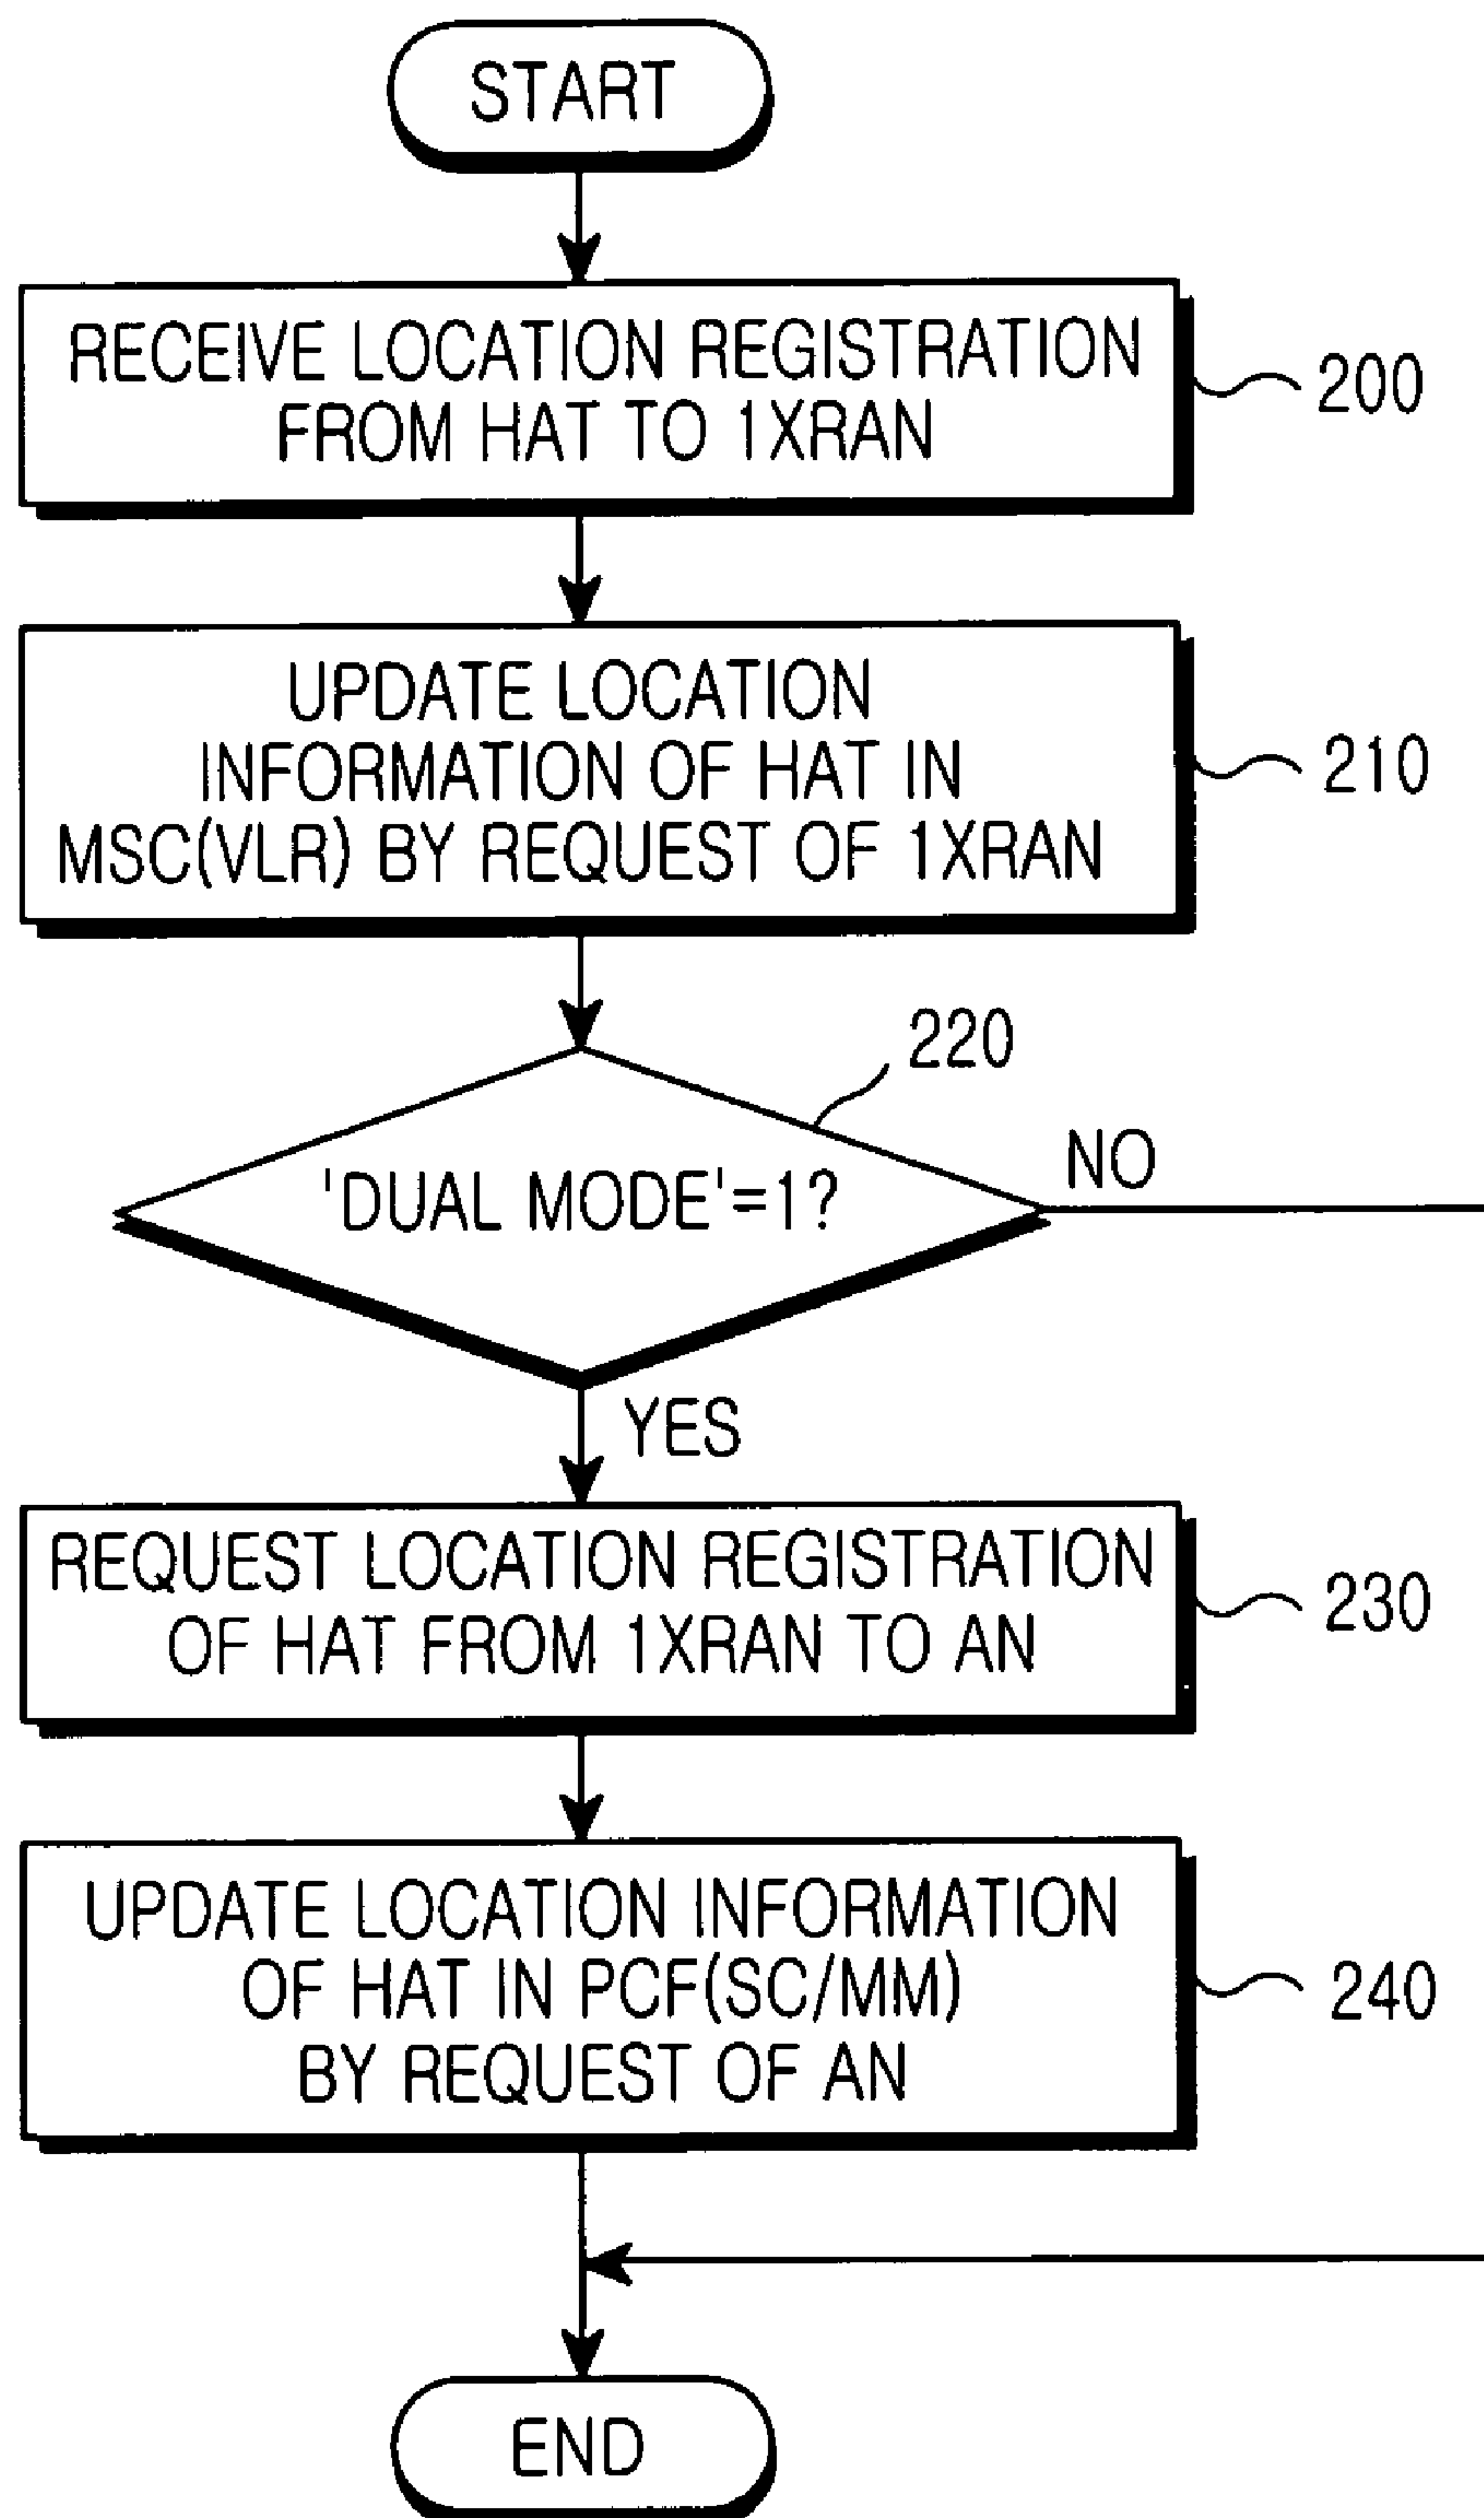 START
RECEIVE LOCATION REGISTRATION
FROM HAT TO 1XRAN
200
UPDATE LOCATION
INFORMATION OF HAT IN
MSC(VLR) BY REQUEST OF 1XRAN
210
220
'DUAL MODE'=1?
NO
YES
REQUEST LOCATION REGISTRATION
OF HAT FROM 1XRAN TO AN
230
UPDATE LOCATION INFORMATION
OF HAT IN PCF(SC/MM)
BY REQUEST OF AN
240
END